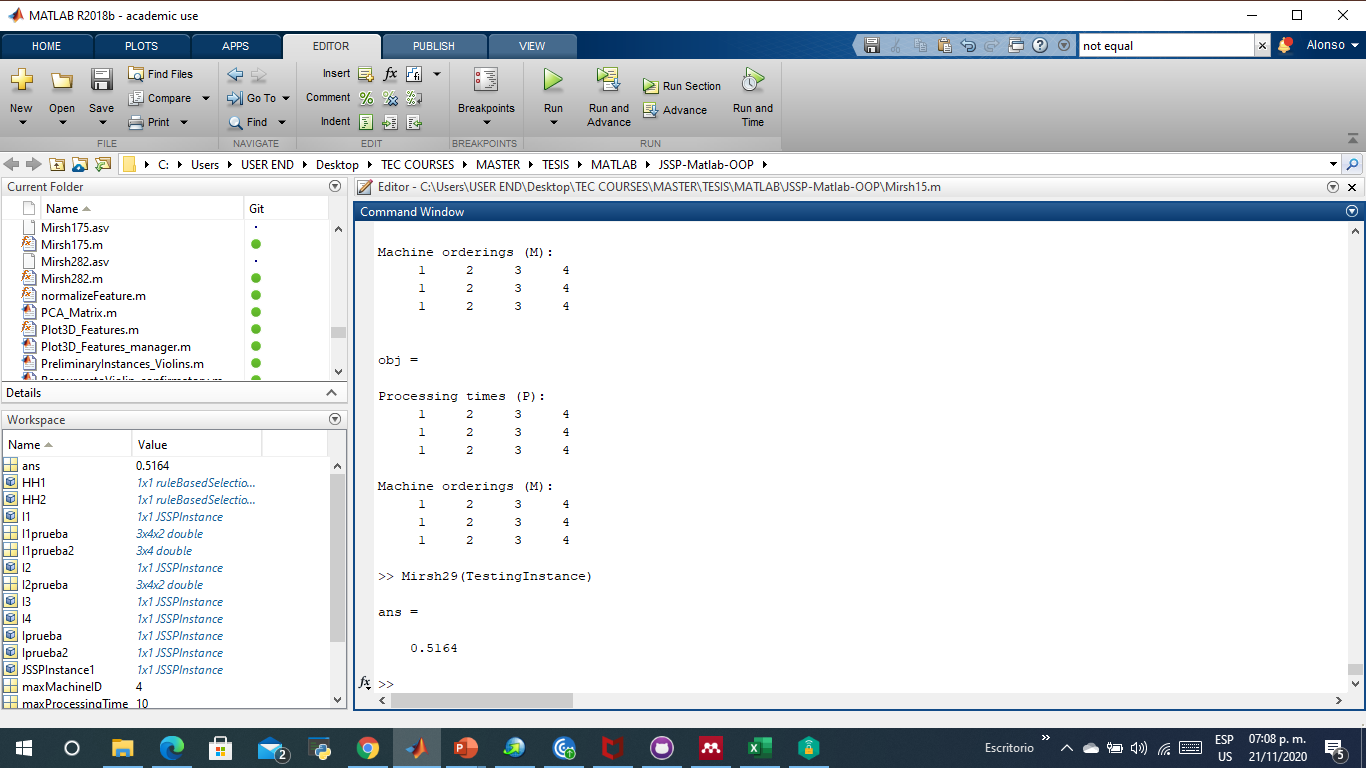 MATLAB R2018b - academic use
HOME PLOTS APPS EDITOR PUBLISH VIEW
not equal
Alonso
New
Open
Save
Find Files
Compare
Print
FILE
Go To
Find
NAVIGATE
Insert
fx
Comment
Indent
EDIT
Breakpoints
BREAKPOINTS
Run
Run and Advance
Run Section
Advance
Run and Time
RUN
C: Users USER END Desktop TEC COURSES MASTER TESIS MATLAB JSSP-Matlab-OOP
Current Folder
Name Git
Mirsh175.asv
Mirsh175.m
Mirsh282.asv
Mirsh282.m
normalizeFeature.m
PCA_Matrix.m
Plot3D_Features.m
Plot3D_Features_manager.m
PreliminaryInstances_Violins.m
Details
Workspace
Name Value
ans 0.5164
HH1 1x1 ruleBasedSelectio...
HH2 1x1 ruleBasedSelectio...
I1 1x1 JSSPInstance
I1prueba 3x4x2 double
I1prueba2 3x4 double
I2 1x1 JSSPInstance
I2prueba 3x4x2 double
I3 1x1 JSSPInstance
I4 1x1 JSSPInstance
Iprueba 1x1 JSSPInstance
Iprueba2 1x1 JSSPInstance
JSSPInstance1 1x1 JSSPInstance
maxMachineID 4
maxProcessingTime 10
Editor - C:\Users\USER END\Desktop\TEC COURSES\MASTER\TESIS\MATLAB\JSSP-Matlab-OOP\Mirsh15.m
Command Window
Machine orderings (M):
1 2 3 4
1 2 3 4
1 2 3 4
obj =
Processing times (P):
1 2 3 4
1 2 3 4
1 2 3 4
Machine orderings (M):
1 2 3 4
1 2 3 4
1 2 3 4
>> Mirsh29(TestingInstance)
ans =
0.5164
fx >>
2
Escritorio
ESP
US
07:08 p. m.
21/11/2020
5